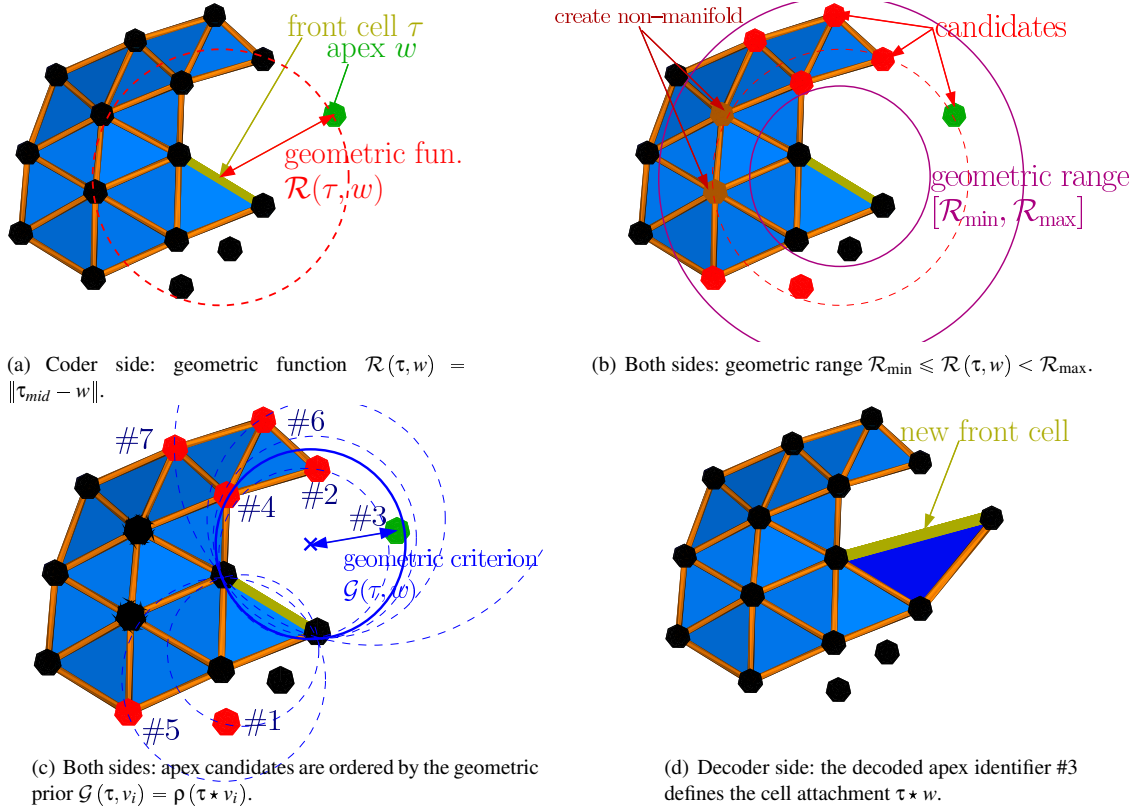 front cell τ
apex w
geometric fun.
R(τ, w)
(a) Coder side: geometric function R(τ, w) =
‖τmid − w‖.
create non–manifold
candidates
geometric range
[Rmin, Rmax]
(b) Both sides: geometric range Rmin ⩽ R(τ, w) < Rmax.
#6
#7
#2
#4
#3
geometric criterion
G(τ, w)
#1
#5
(c) Both sides: apex candidates are ordered by the geometric
prior G(τ, vi) = ρ(τ ⋆ vi).
new front cell
(d) Decoder side: the decoded apex identifier #3
defines the cell attachment τ ⋆ w.